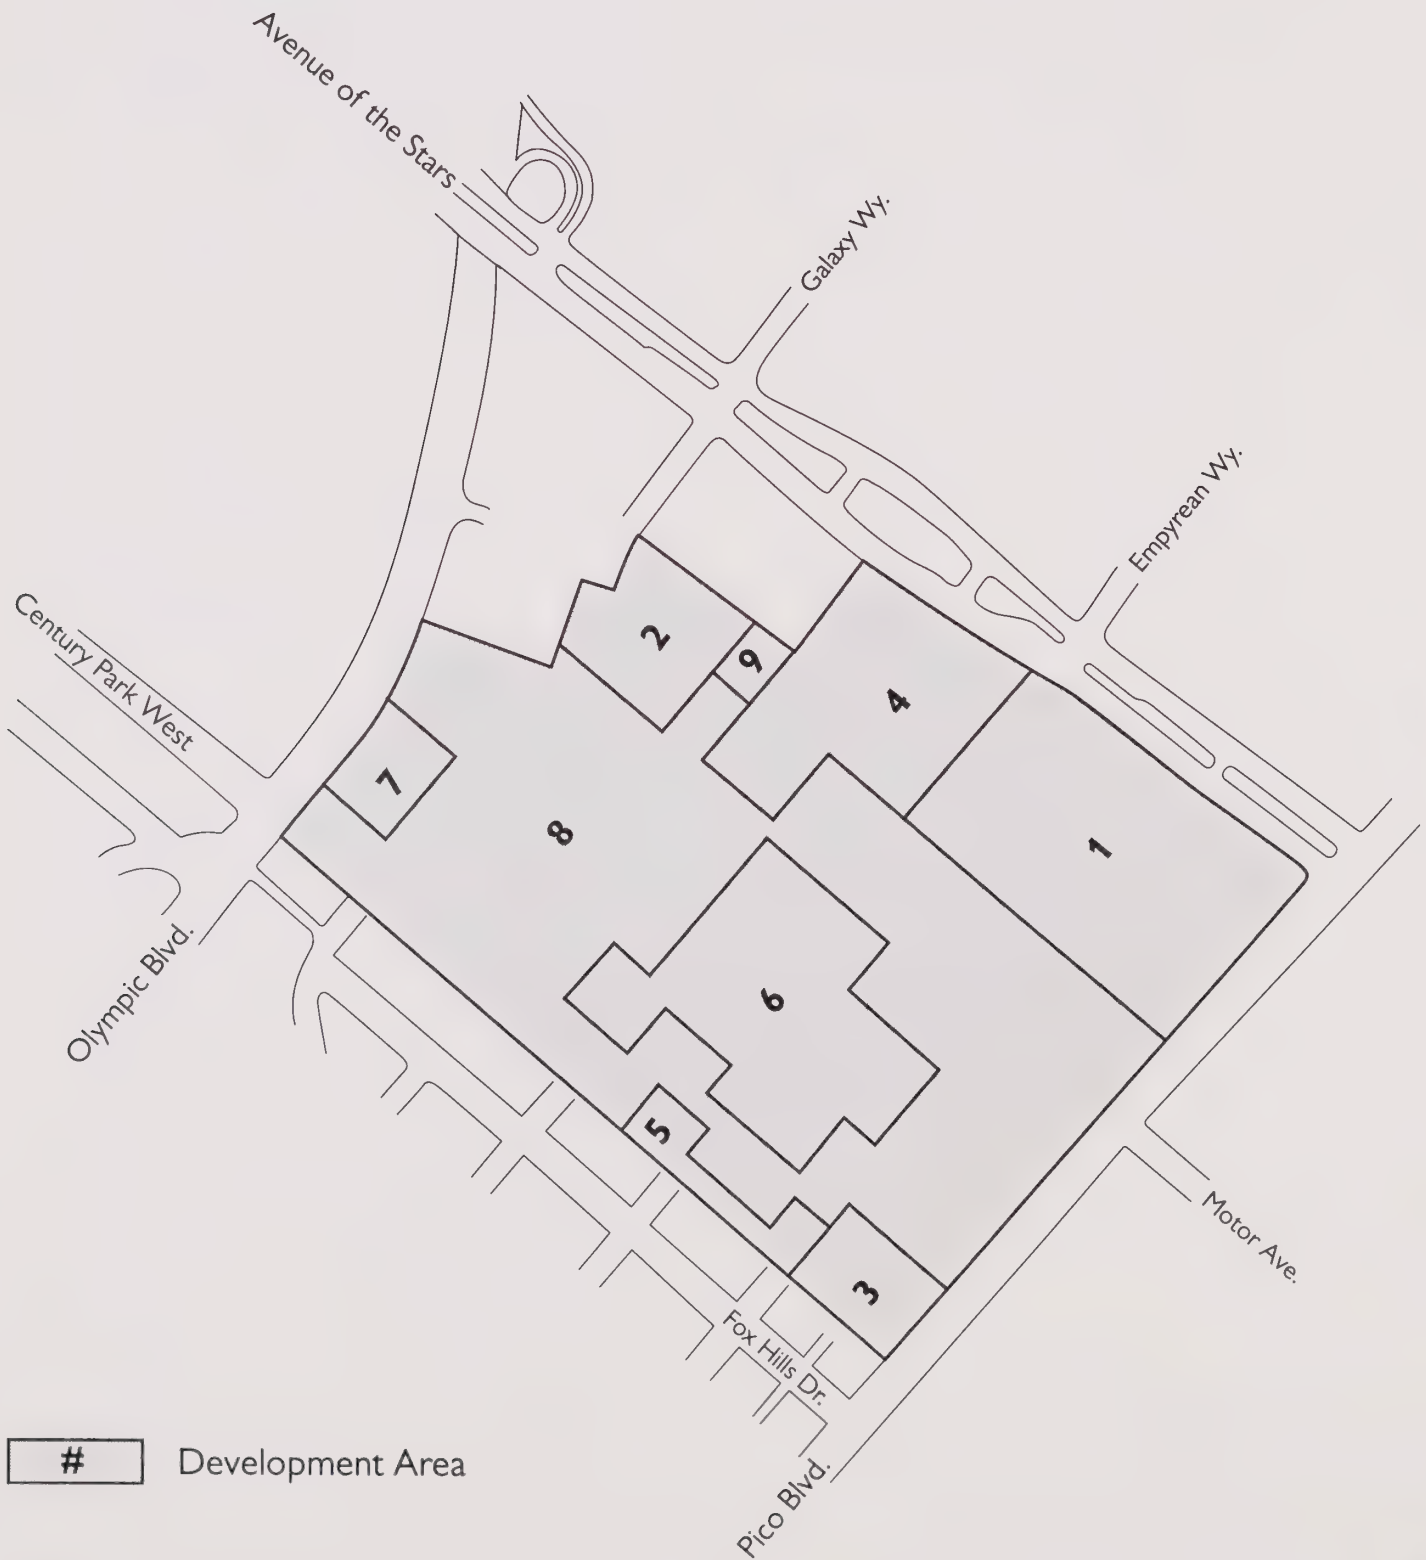 Avenue of the Stars
Galaxy Wy.
Empyrean Wy.
Century Park West
2
9
4
7
8
1
Olympic Blvd.
6
5
Motor Ave.
3
Fox Hills Dr.
Pico Blvd.
# Development Area